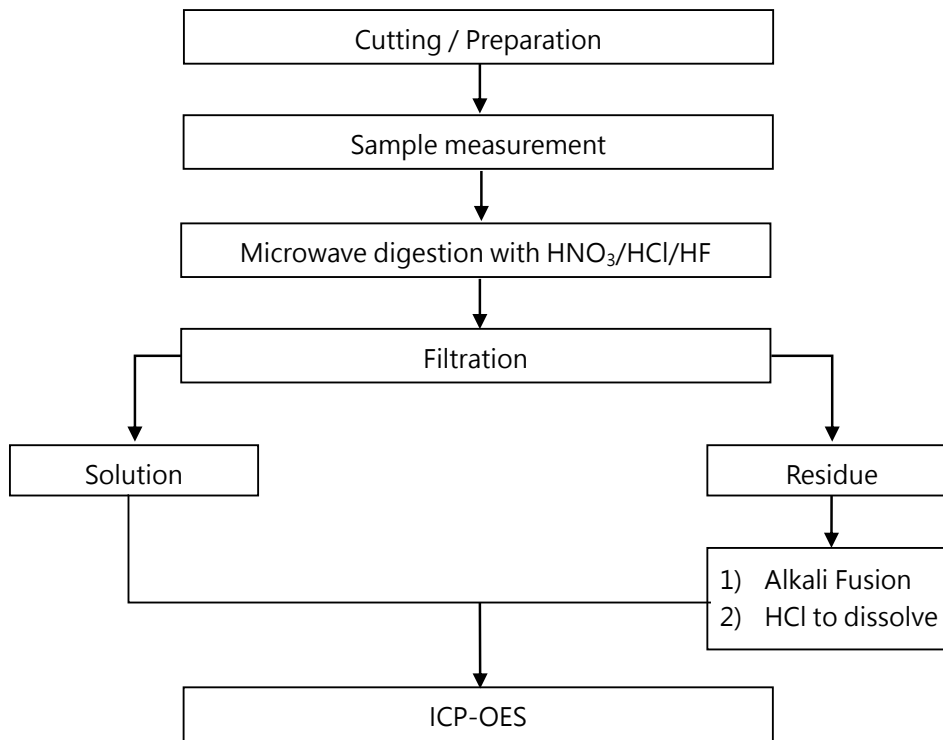 Cutting / Preparation
Sample measurement
Microwave digestion with HNO₃/HCl/HF
Filtration
Solution
Residue
1) Alkali Fusion
2) HCl to dissolve
ICP-OES